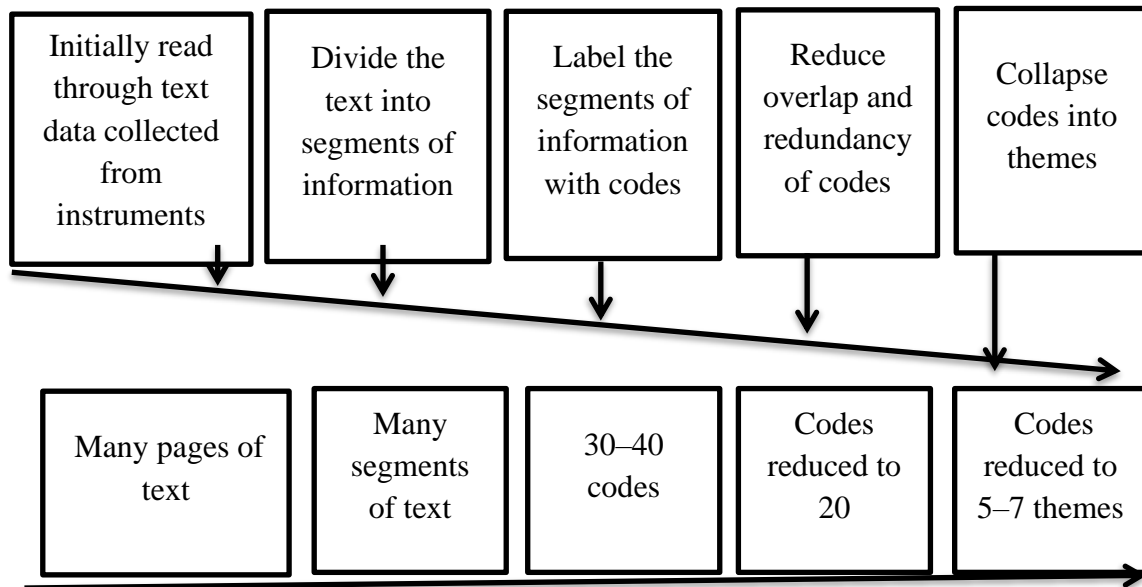 Initially read
through text
data collected
from
instruments
Divide the
text into
segments of
information
Label the
segments of
information
with codes
Reduce
overlap and
redundancy
of codes
Collapse
codes into
themes
Many pages of
text
Many
segments
of text
30–40
codes
Codes
reduced to
20
Codes
reduced to
5–7 themes